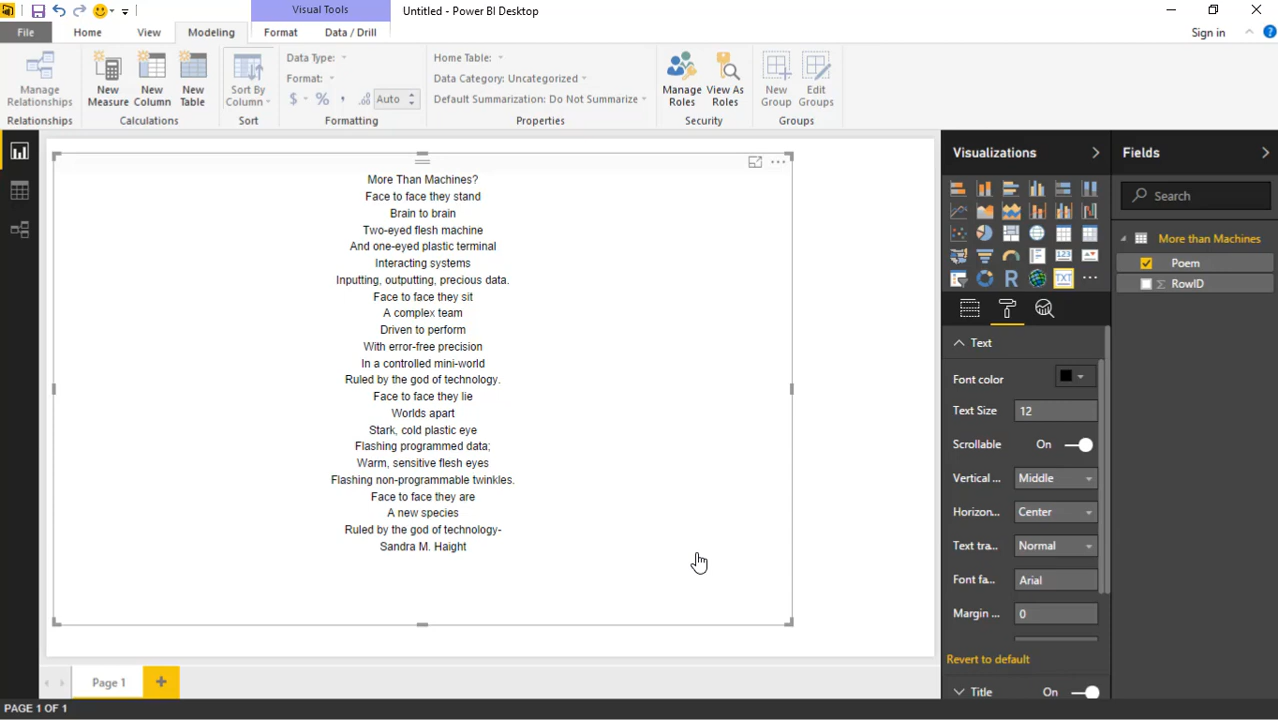 Visual Tools
Untitled - Power BI Desktop
File
Home
View
Modeling
Format
Data / Drill
Sign in
Manage Relationships
New Measure
New Column
New Table
Sort By Column
Data Type:
Format:
$ % , .00 Auto
Home Table:
Data Category: Uncategorized
Default Summarization: Do Not Summarize
Manage Roles
View As Roles
New Group
Edit Groups
Relationships
Calculations
Sort
Formatting
Properties
Security
Groups
More Than Machines?
Face to face they stand
Brain to brain
Two-eyed flesh machine
And one-eyed plastic terminal
Interacting systems
Inputting, outputting, precious data.
Face to face they sit
A complex team
Driven to perform
With error-free precision
In a controlled mini-world
Ruled by the god of technology.
Face to face they lie
Worlds apart
Stark, cold plastic eye
Flashing programmed data;
Warm, sensitive flesh eyes
Flashing non-programmable twinkles.
Face to face they are
A new species
Ruled by the god of technology-
Sandra M. Haight
Visualizations
123
R
TXT
Text
Font color
Text Size
12
Scrollable
On
Vertical ...
Middle
Horizon...
Center
Text tra...
Normal
Font fa...
Arial
Margin ...
0
Revert to default
Title
On
Fields
Search
More than Machines
Poem
Σ RowID
Page 1
PAGE 1 OF 1